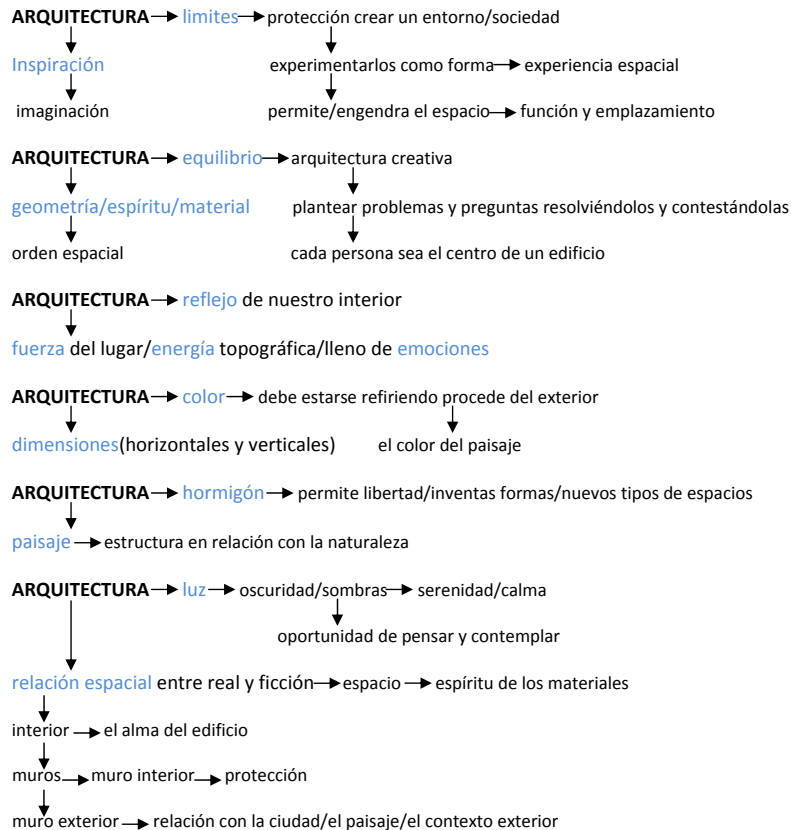 ARQUITECTURA limites protección crear un entorno/sociedad
Inspiración experimentarlos como forma experiencia espacial
imaginación permite/engendra el espacio función y emplazamiento
ARQUITECTURA equilibrio arquitectura creativa
geometría/espíritu/material plantear problemas y preguntas resolviéndolos y contestándolas
orden espacial cada persona sea el centro de un edificio
ARQUITECTURA reflejo de nuestro interior
fuerza del lugar/energía topográfica/lleno de emociones
ARQUITECTURA color debe estarse refiriendo procede del exterior
dimensiones(horizontales y verticales) el color del paisaje
ARQUITECTURA hormigón permite libertad/inventas formas/nuevos tipos de espacios
paisaje estructura en relación con la naturaleza
ARQUITECTURA luz oscuridad/sombras serenidad/calma
oportunidad de pensar y contemplar
relación espacial entre real y ficción espacio espíritu de los materiales
interior el alma del edificio
muros muro interior protección
muro exterior relación con la ciudad/el paisaje/el contexto exterior